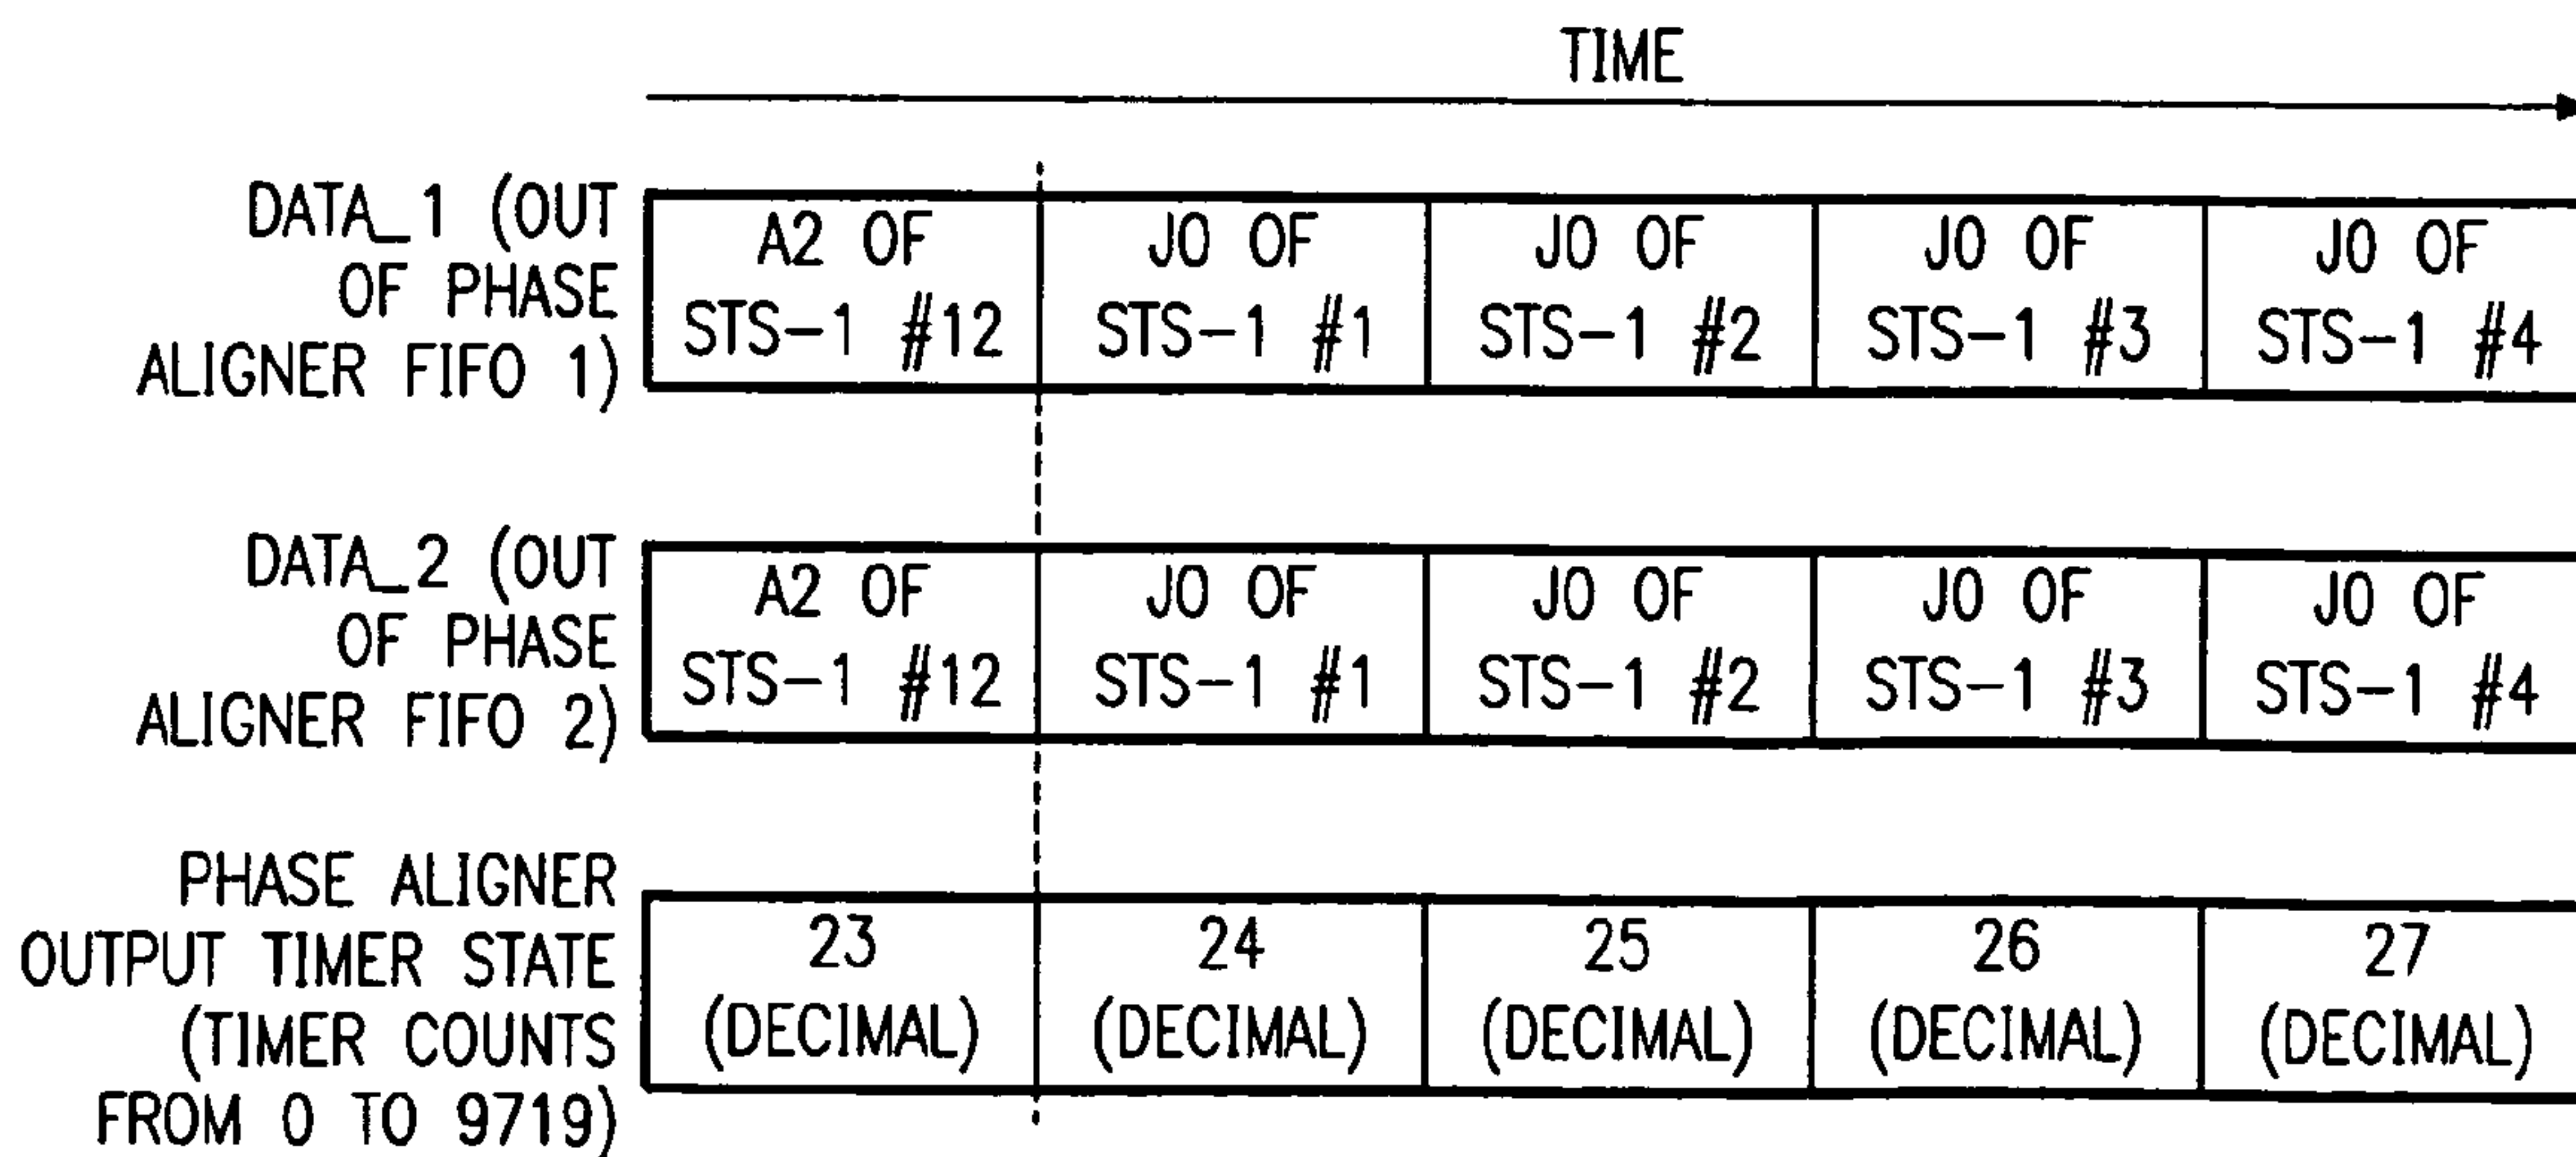 TIME
DATA_1 (OUT
OF PHASE
ALIGNER FIFO 1)
A2 OF
STS-1 #12
J0 OF
STS-1 #1
J0 OF
STS-1 #2
J0 OF
STS-1 #3
J0 OF
STS-1 #4
DATA_2 (OUT
OF PHASE
ALIGNER FIFO 2)
A2 OF
STS-1 #12
J0 OF
STS-1 #1
J0 OF
STS-1 #2
J0 OF
STS-1 #3
J0 OF
STS-1 #4
PHASE ALIGNER
OUTPUT TIMER STATE
(TIMER COUNTS
FROM 0 TO 9719)
23
(DECIMAL)
24
(DECIMAL)
25
(DECIMAL)
26
(DECIMAL)
27
(DECIMAL)